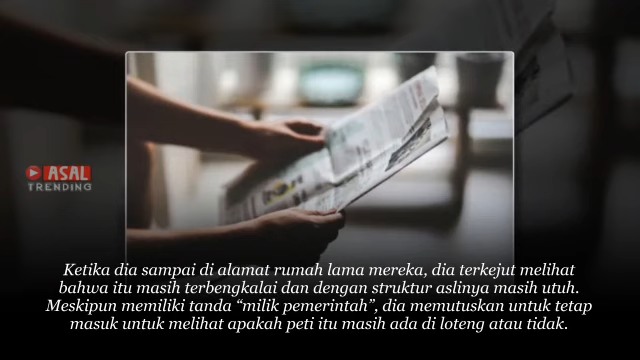 ASAL
TRENDING
Ketika dia sampai di alamat rumah lama mereka, dia terkejut melihat
bahwa itu masih terbengkalai dan dengan struktur aslinya masih utuh.
Meskipun memiliki tanda “milik pemerintah”, dia memutuskan untuk tetap
masuk untuk melihat apakah peti itu masih ada di loteng atau tidak.